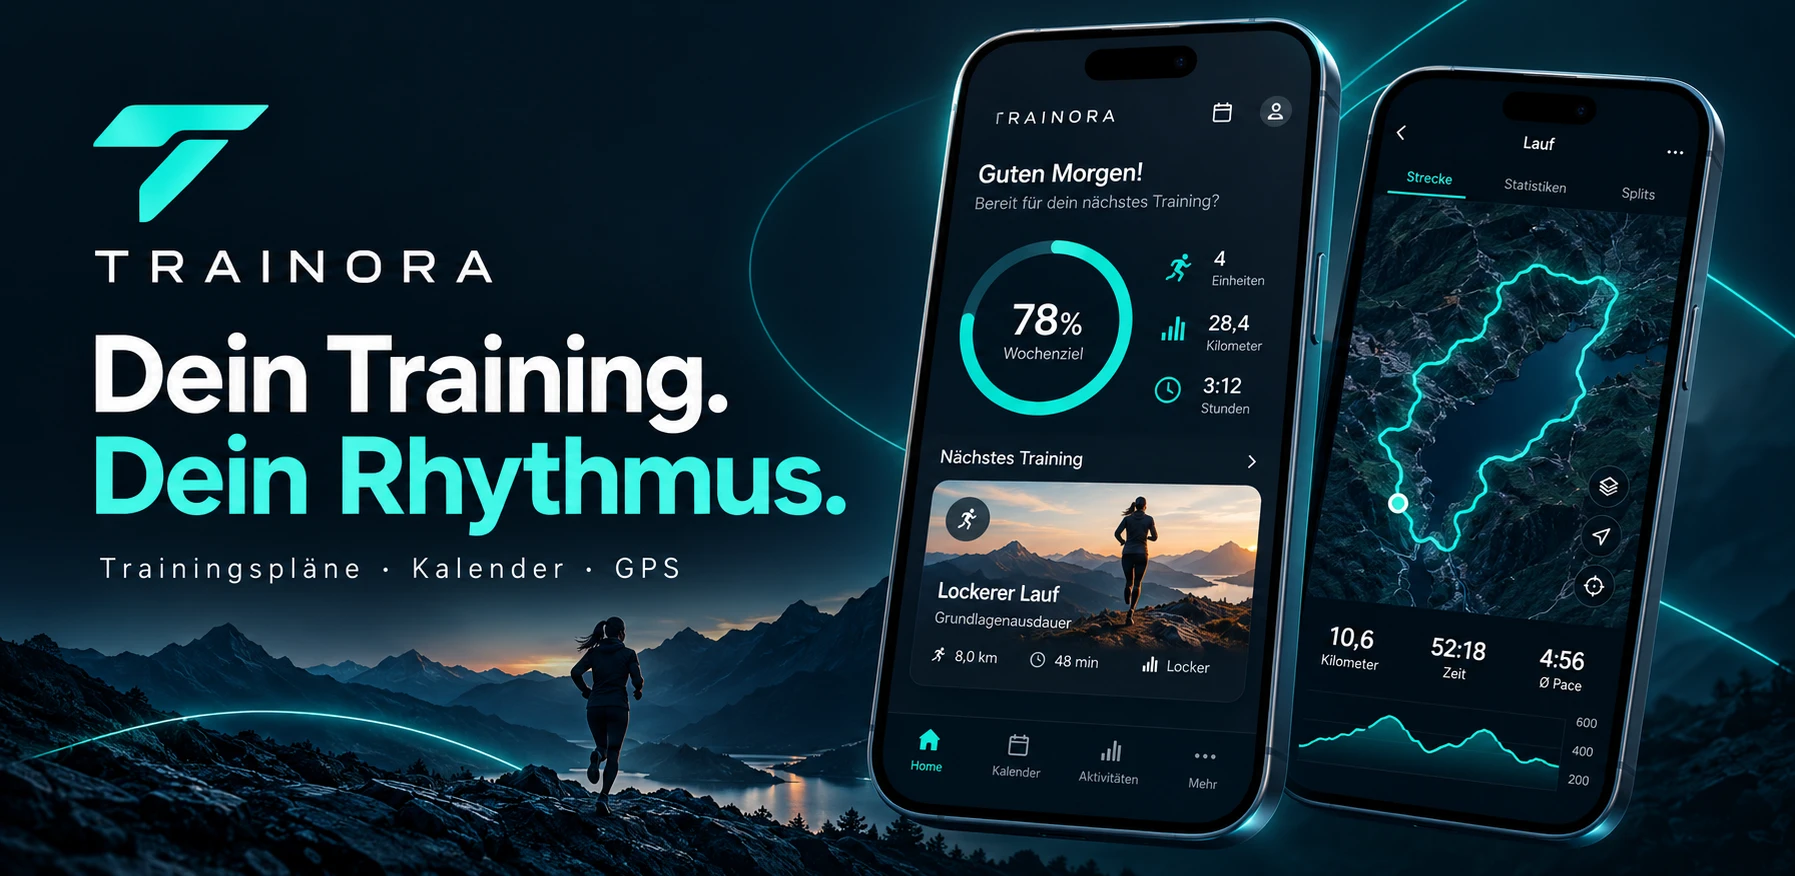 TRAINORA
Dein Training.
Dein Rhythmus.
Trainingspläne · Kalender · GPS
TRAINORA
Guten Morgen!
Bereit für dein nächstes Training?
78%
Wochenziel
4
Einheiten
28,4
Kilometer
3:12
Stunden
Nächstes Training
Lockerer Lauf
Grundlagenausdauer
8,0 km
48 min
Locker
Home
Kalender
Aktivitäten
Mehr
Lauf
Strecke
Statistiken
Splits
10,6
Kilometer
52:18
Zeit
4:56
Ø Pace
600
400
200